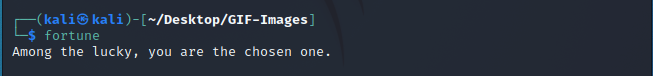 ┌──(kali㉿kali)-[~/Desktop/GIF-Images]
└─$ fortune
Among the lucky, you are the chosen one.